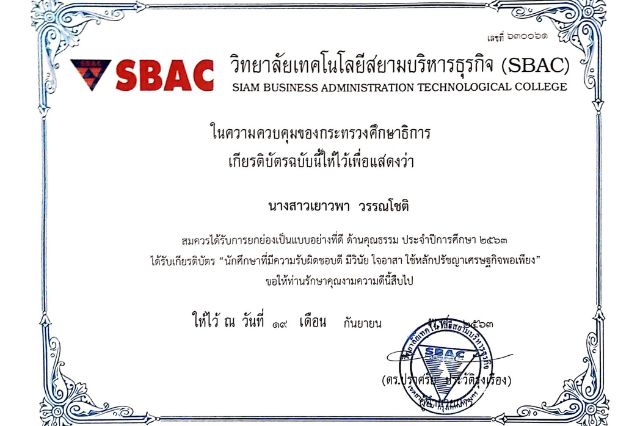 เลขที่ ๖๓๐๐๖๑
SBAC
วิทยาลัยเทคโนโลยีสยามบริหารธุรกิจ (SBAC)
SIAM BUSINESS ADMINISTRATION TECHNOLOGICAL COLLEGE
ในความควบคุมของกระทรวงศึกษาธิการ
เกียรติบัตรฉบับนี้ให้ไว้เพื่อแสดงว่า
นางสาวเยาวพา วรรณโชติ
สมควรได้รับการยกย่องเป็นแบบอย่างที่ดี ด้านคุณธรรม ประจำปีการศึกษา ๒๕๖๓
ได้รับเกียรติบัตร “นักศึกษาที่มีความรับผิดชอบดี มีวินัย ใจอาสา ใช้หลักปรัชญาเศรษฐกิจพอเพียง”
ขอให้ท่านรักษาคุณงามความดีนี้สืบไป
ให้ไว้ ณ วันที่ ๑๙ เดือน กันยายน ๒๕๖๓
SBAC